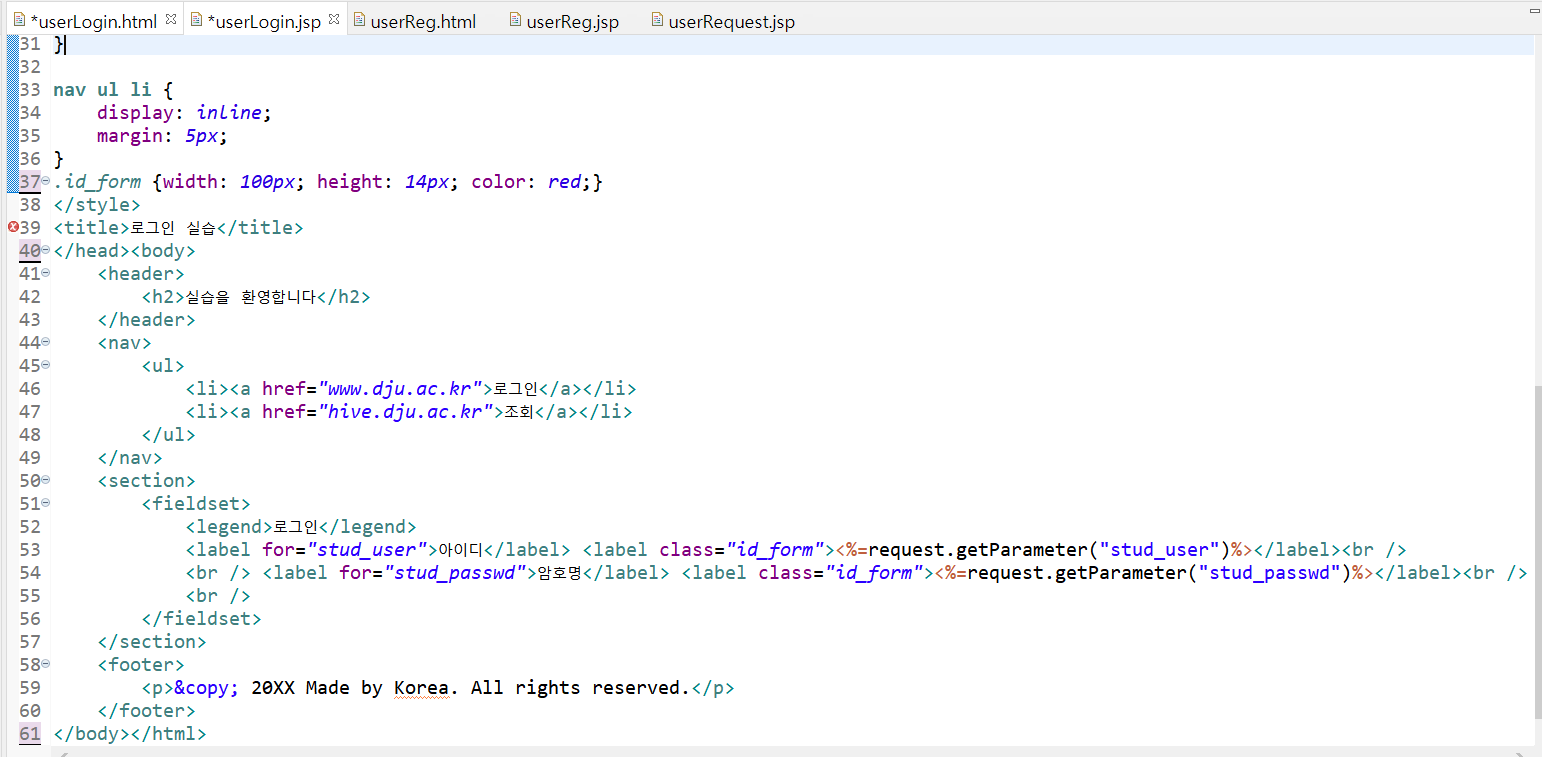 *userLogin.html *userLogin.jsp userReg.html userReg.jsp userRequest.jsp
31 }
32
33 nav ul li {
34     display: inline;
35     margin: 5px;
36 }
37 .id_form {width: 100px; height: 14px; color: red;}
38 </style>
39 <title>로그인 실습</title>
40 </head><body>
41     <header>
42         <h2>실습을 환영합니다</h2>
43     </header>
44     <nav>
45         <ul>
46             <li><a href="www.dju.ac.kr">로그인</a></li>
47             <li><a href="hive.dju.ac.kr">조회</a></li>
48         </ul>
49     </nav>
50     <section>
51         <fieldset>
52             <legend>로그인</legend>
53             <label for="stud_user">아이디</label> <label class="id_form"><%=request.getParameter("stud_user")%></label><br />
54             <br /> <label for="stud_passwd">암호명</label> <label class="id_form"><%=request.getParameter("stud_passwd")%></label><br />
55             <br />
56         </fieldset>
57     </section>
58     <footer>
59         <p>&copy; 20XX Made by Korea. All rights reserved.</p>
60     </footer>
61 </body></html>